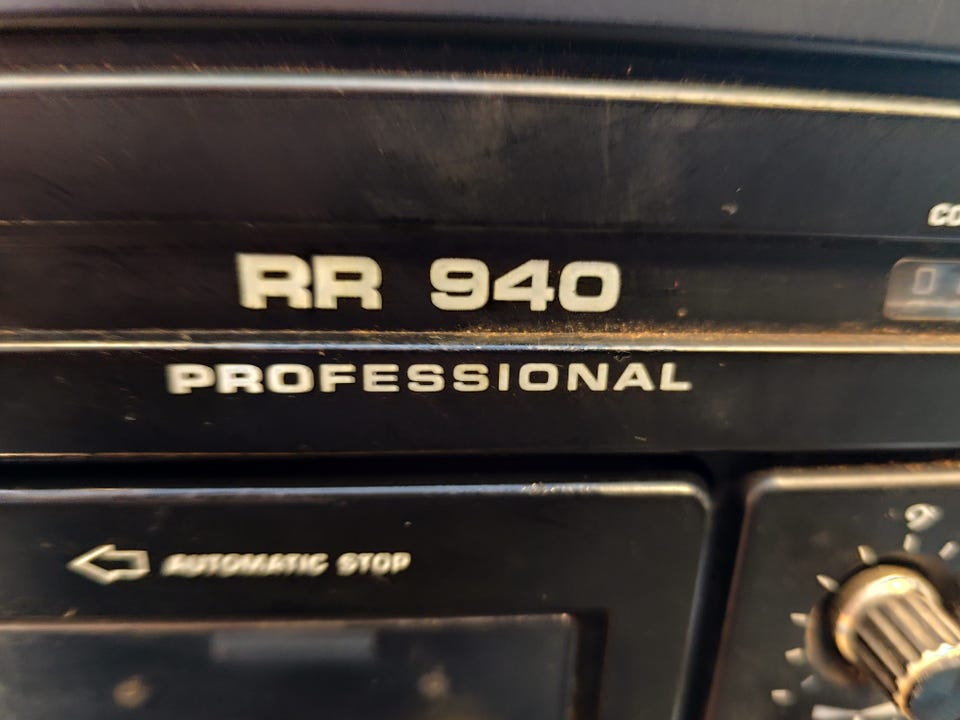 RR 940
PROFESSIONAL
AUTOMATIC STOP